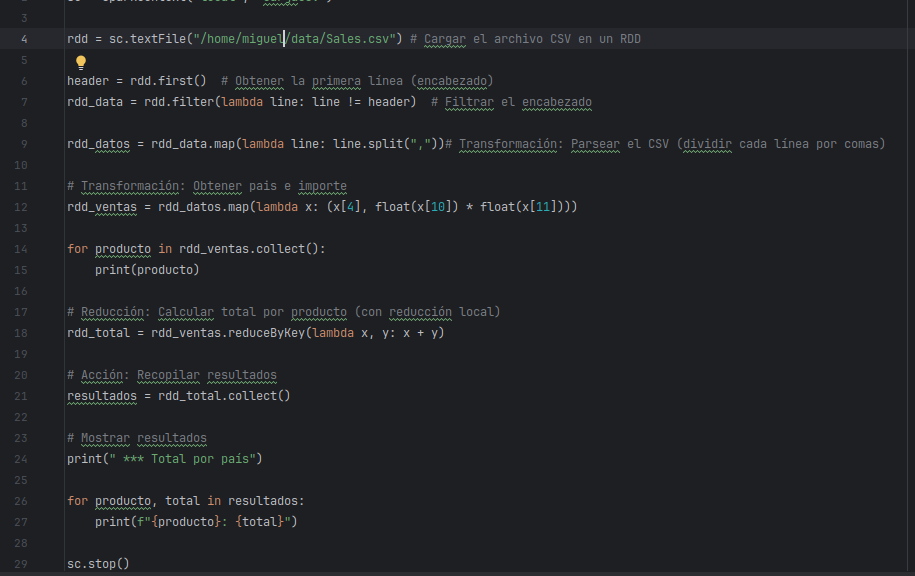 3
4 rdd = sc.textFile("/home/miguel/data/Sales.csv") # Cargar el archivo CSV en un RDD
5
6 header = rdd.first()  # Obtener la primera línea (encabezado)
7 rdd_data = rdd.filter(lambda line: line != header)  # Filtrar el encabezado
8
9 rdd_datos = rdd_data.map(lambda line: line.split(","))# Transformación: Parsear el CSV (dividir cada línea por comas)
10
11 # Transformación: Obtener pais e importe
12 rdd_ventas = rdd_datos.map(lambda x: (x[4], float(x[10]) * float(x[11])))
13
14 for producto in rdd_ventas.collect():
15     print(producto)
16
17 # Reducción: Calcular total por producto (con reducción local)
18 rdd_total = rdd_ventas.reduceByKey(lambda x, y: x + y)
19
20 # Acción: Recopilar resultados
21 resultados = rdd_total.collect()
22
23 # Mostrar resultados
24 print(" *** Total por país")
25
26 for producto, total in resultados:
27     print(f"{producto}: {total}")
28
29 sc.stop()